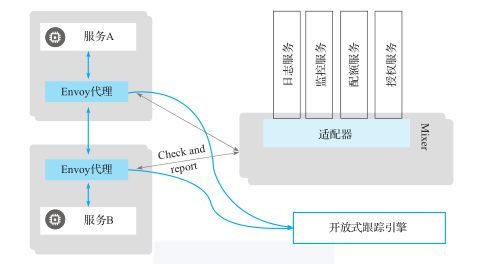 服务A
Envoy代理
Envoy代理
服务B
Check and
report
日志服务
监控服务
配额服务
授权服务
适配器
Mixer
开放式跟踪引擎